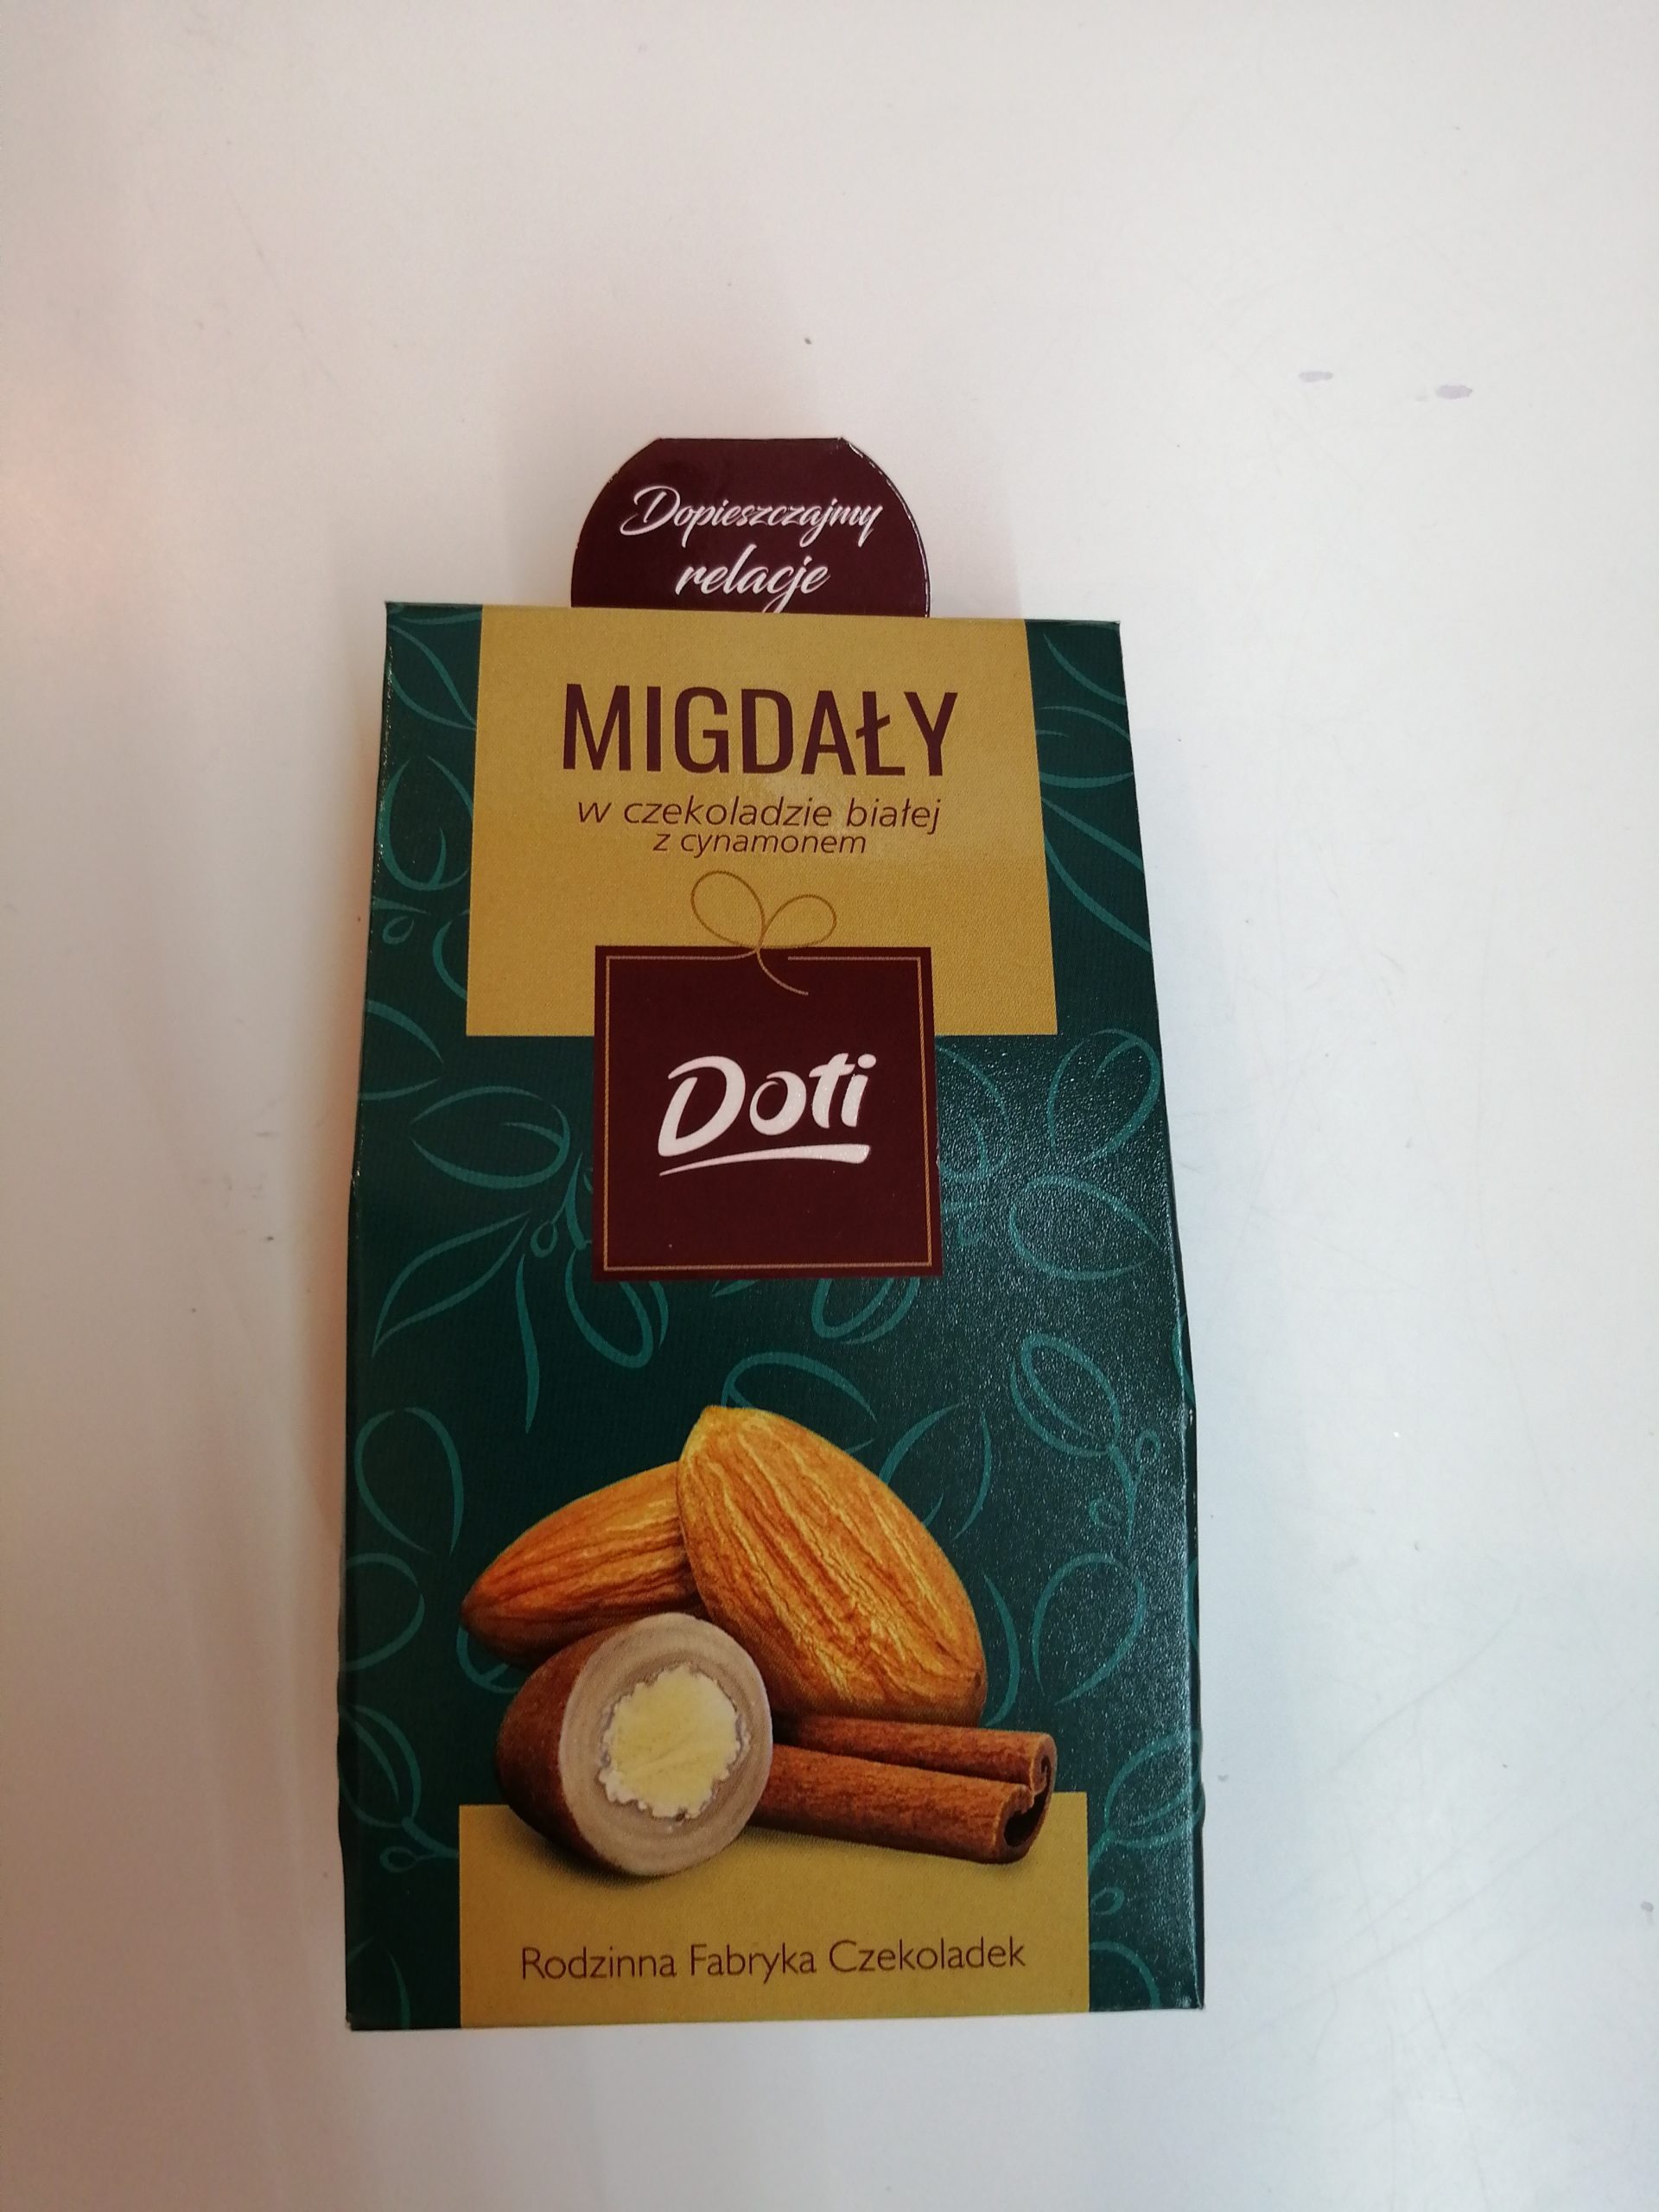 Dopieszczajmy
relacje
MIGDAŁY
w czekoladzie białej
z cynamonem
Doti
Rodzinna Fabryka Czekoladek